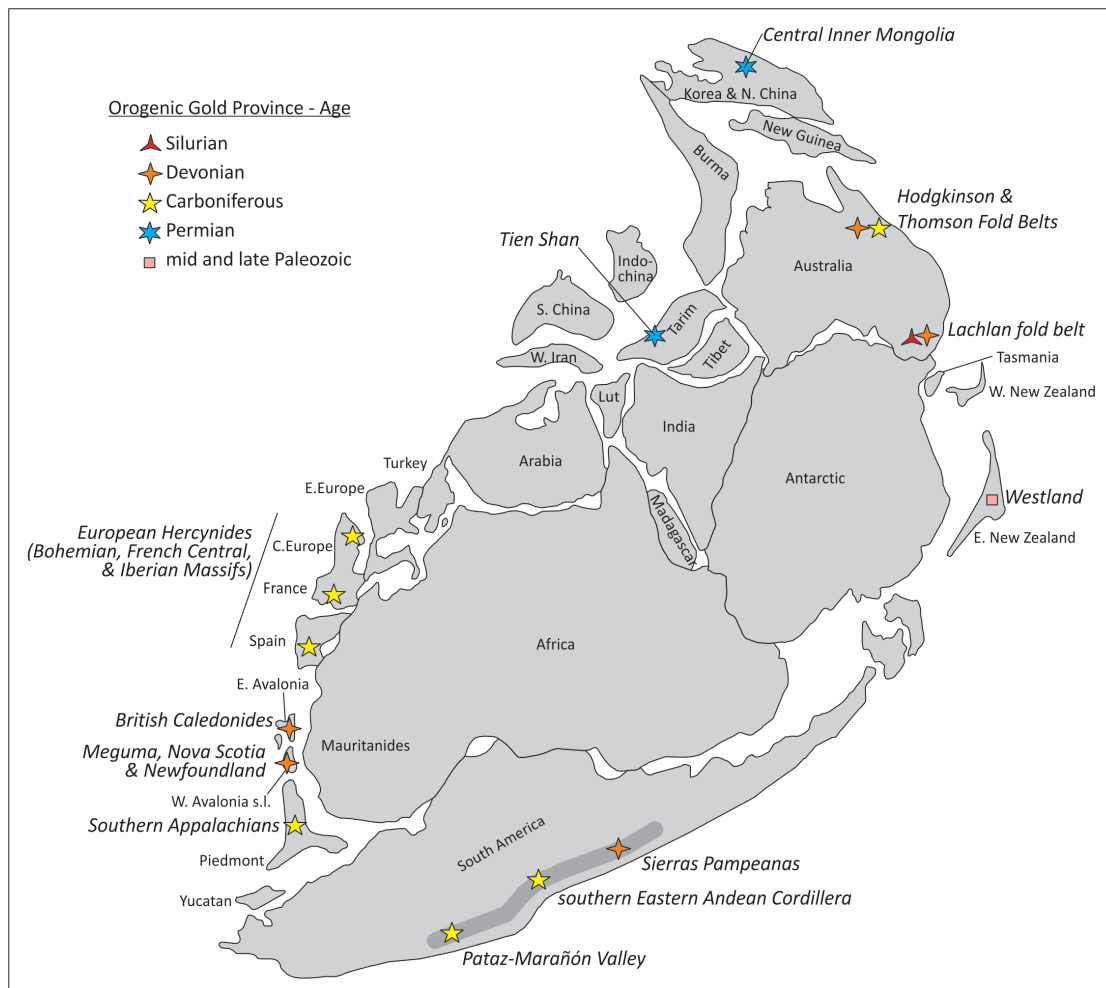 Central Inner Mongolia
Korea & N. China
New Guinea
Burma
Orogenic Gold Province - Age
Silurian
Devonian
Carboniferous
Permian
mid and late Paleozoic
Hodgkinson &
Thomson Fold Belts
Tien Shan
Indo-
china
Australia
S. China
Tarim
Lachlan fold belt
W. Iran
Tibet
Tasmania
W. New Zealand
Lut
India
Arabia
Turkey
Antarctic
E.Europe
Madagascar
Westland
European Hercynides
(Bohemian, French Central,
& Iberian Massifs)
C.Europe
E. New Zealand
France
Spain
Africa
E. Avalonia
British Caledonides
Mauritanides
Meguma, Nova Scotia
& Newfoundland
W. Avalonia s.l.
Southern Appalachians
South America
Piedmont
Sierras Pampeanas
Yucatan
southern Eastern Andean Cordillera
Pataz-Marañón Valley